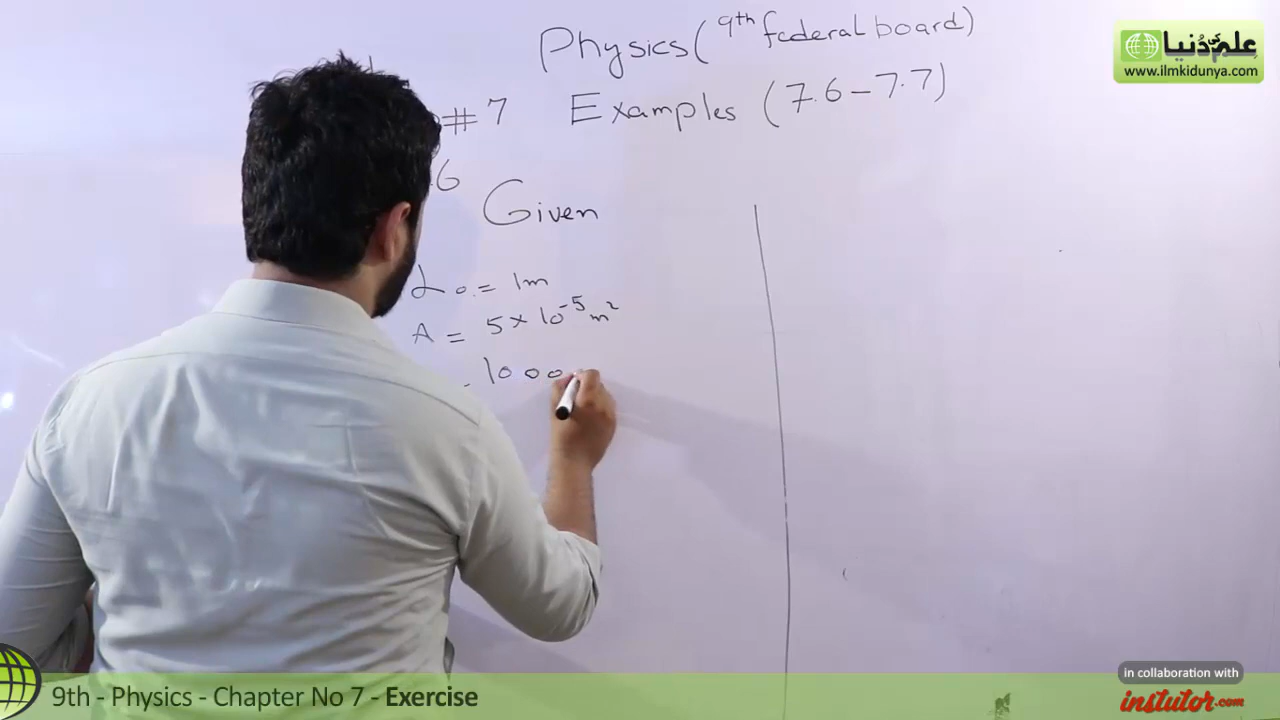 Physics (9th federal board)
#7 Examples (7.6 - 7.7)
.6
Given
L₀ = 1m
A = 5 × 10⁻⁵ m²
1000
علم کی دُنیا
www.ilmkidunya.com
9th - Physics - Chapter No 7 - Exercise
in collaboration with
instutor.com